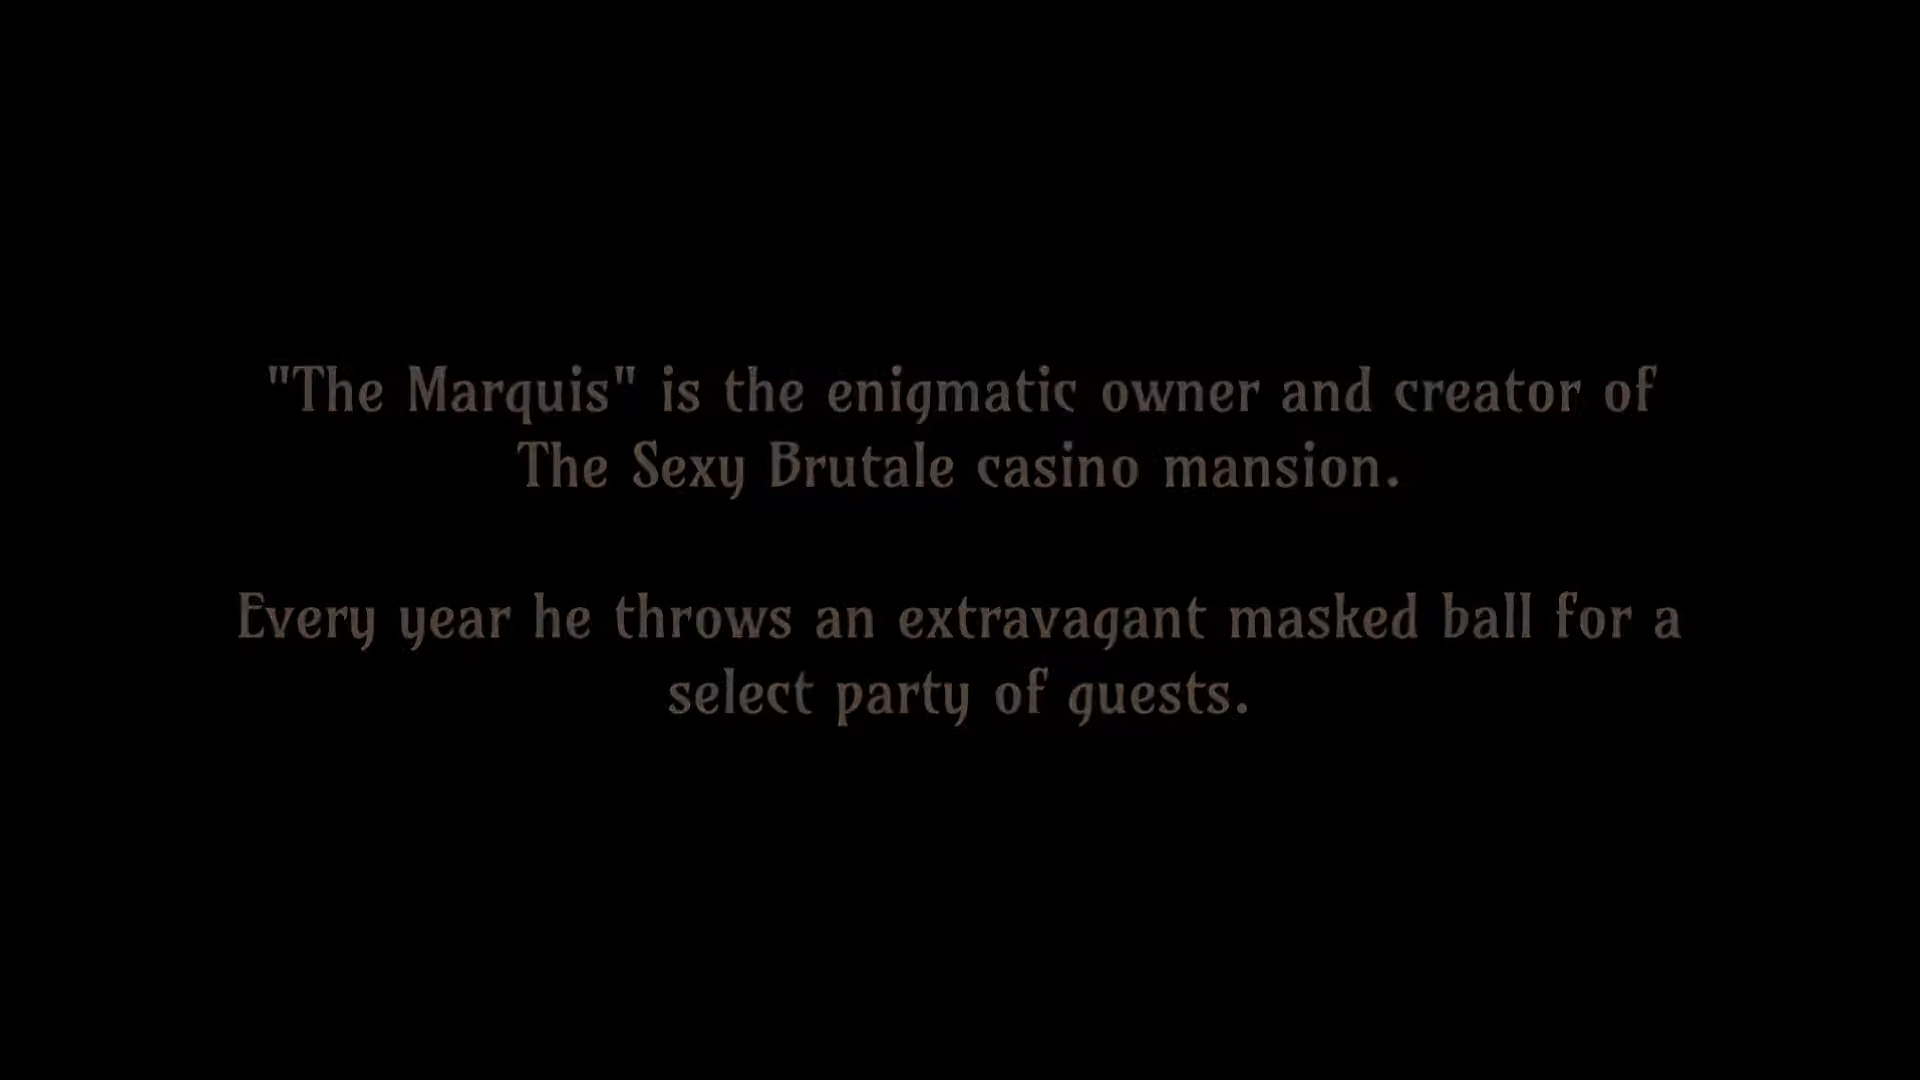 "The Marquis" is the enigmatic owner and creator of
The Sexy Brutale casino mansion.
Every year he throws an extravagant masked ball for a
select party of guests.